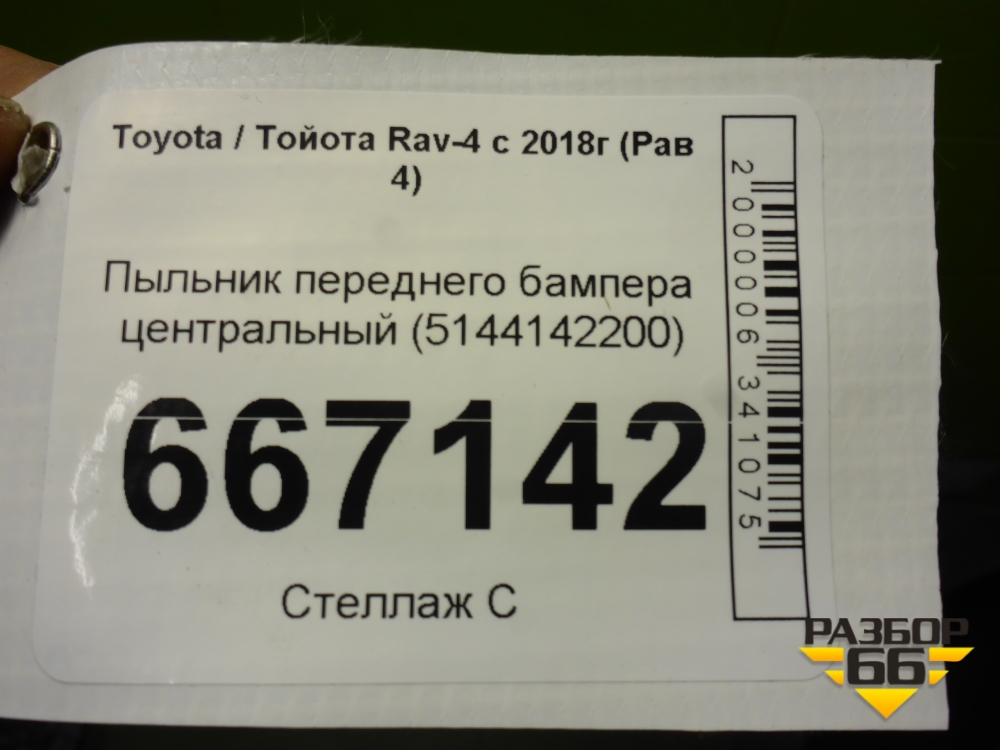 Toyota / Тойота Rav-4 с 2018г (Рав
4)
Пыльник переднего бампера
центральный (5144142200)
667142
Стеллаж С
2000006341075
РАЗБОР
66